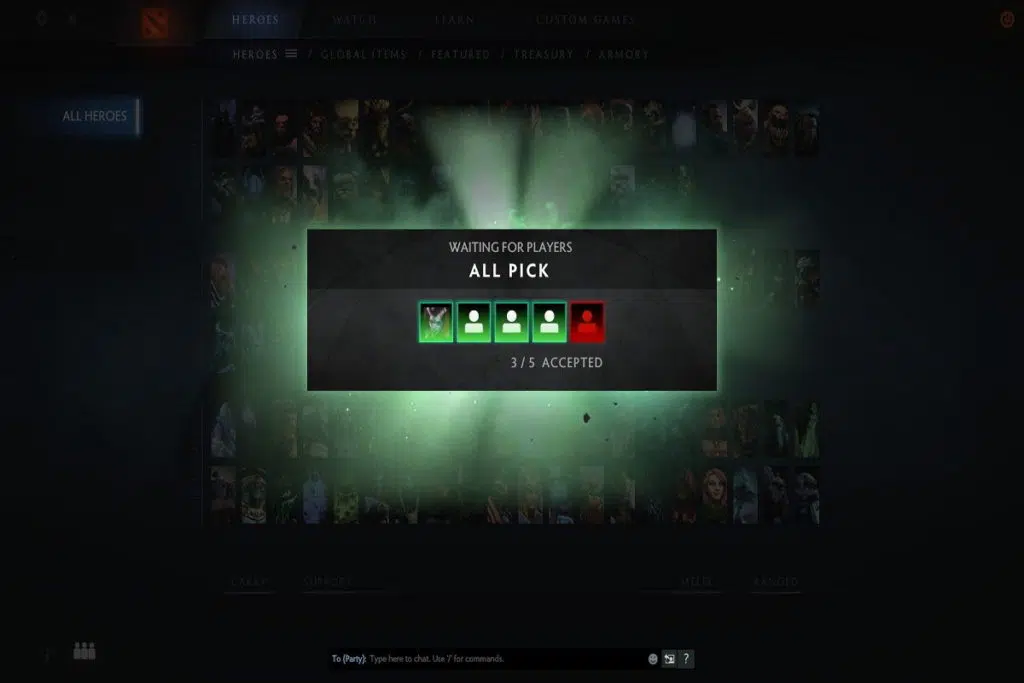 HEROES WATCH LEARN CUSTOM GAMES
HEROES / GLOBAL ITEMS / FEATURED / TREASURY / ARMORY
ALL HEROES
WAITING FOR PLAYERS
ALL PICK
3 / 5 ACCEPTED
CARRY SUPPORT MELEE RANGED
To (Party): Type here to chat. Use '/' for commands. ?